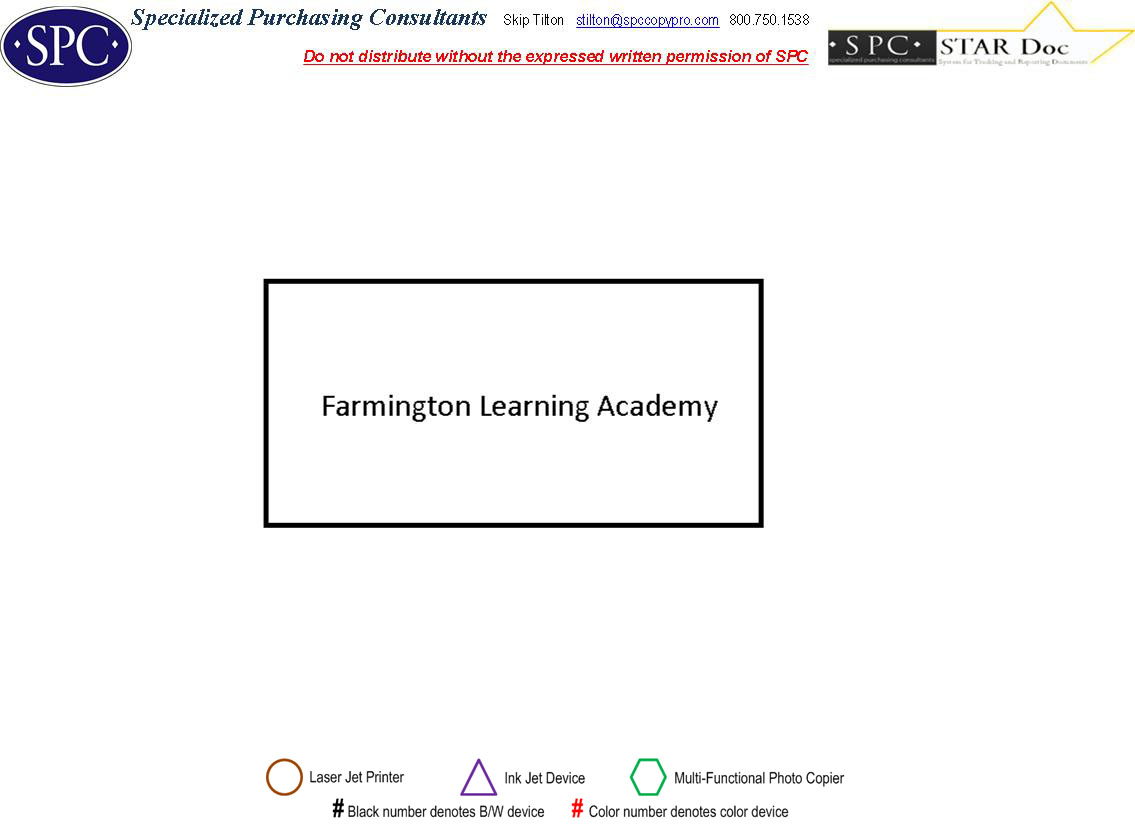 SPC
Specialized Purchasing Consultants Skip Tilton stilton@spccopypro.com 800.750.1538
Do not distribute without the expressed written permission of SPC
SPC STAR Doc
specialized purchasing consultants System for Tracking and Reporting Documents
Farmington Learning Academy
Laser Jet Printer Ink Jet Device Multi-Functional Photo Copier
# Black number denotes B/W device # Color number denotes color device